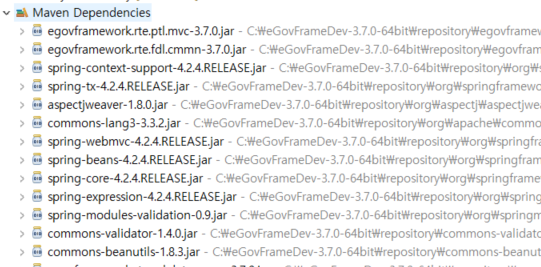 Maven Dependencies
egovframework.rte.ptl.mvc-3.7.0.jar - C:₩eGovFrameDev-3.7.0-64bit₩repository₩egovframew
egovframework.rte.fdl.cmmn-3.7.0.jar - C:₩eGovFrameDev-3.7.0-64bit₩repository₩egovframe
spring-context-support-4.2.4.RELEASE.jar - C:₩eGovFrameDev-3.7.0-64bit₩repository₩org₩s
spring-tx-4.2.4.RELEASE.jar - C:₩eGovFrameDev-3.7.0-64bit₩repository₩org₩springframewo
aspectjweaver-1.8.0.jar - C:₩eGovFrameDev-3.7.0-64bit₩repository₩org₩aspectj₩aspectjwea
commons-lang3-3.3.2.jar - C:₩eGovFrameDev-3.7.0-64bit₩repository₩org₩apache₩commo
spring-webmvc-4.2.4.RELEASE.jar - C:₩eGovFrameDev-3.7.0-64bit₩repository₩org₩springfra
spring-beans-4.2.4.RELEASE.jar - C:₩eGovFrameDev-3.7.0-64bit₩repository₩org₩springfram
spring-core-4.2.4.RELEASE.jar - C:₩eGovFrameDev-3.7.0-64bit₩repository₩org₩springframe
spring-expression-4.2.4.RELEASE.jar - C:₩eGovFrameDev-3.7.0-64bit₩repository₩org₩spring
spring-modules-validation-0.9.jar - C:₩eGovFrameDev-3.7.0-64bit₩repository₩org₩springm
commons-validator-1.4.0.jar - C:₩eGovFrameDev-3.7.0-64bit₩repository₩commons-validato
commons-beanutils-1.8.3.jar - C:₩eGovFrameDev-3.7.0-64bit₩repository₩commons-beanut